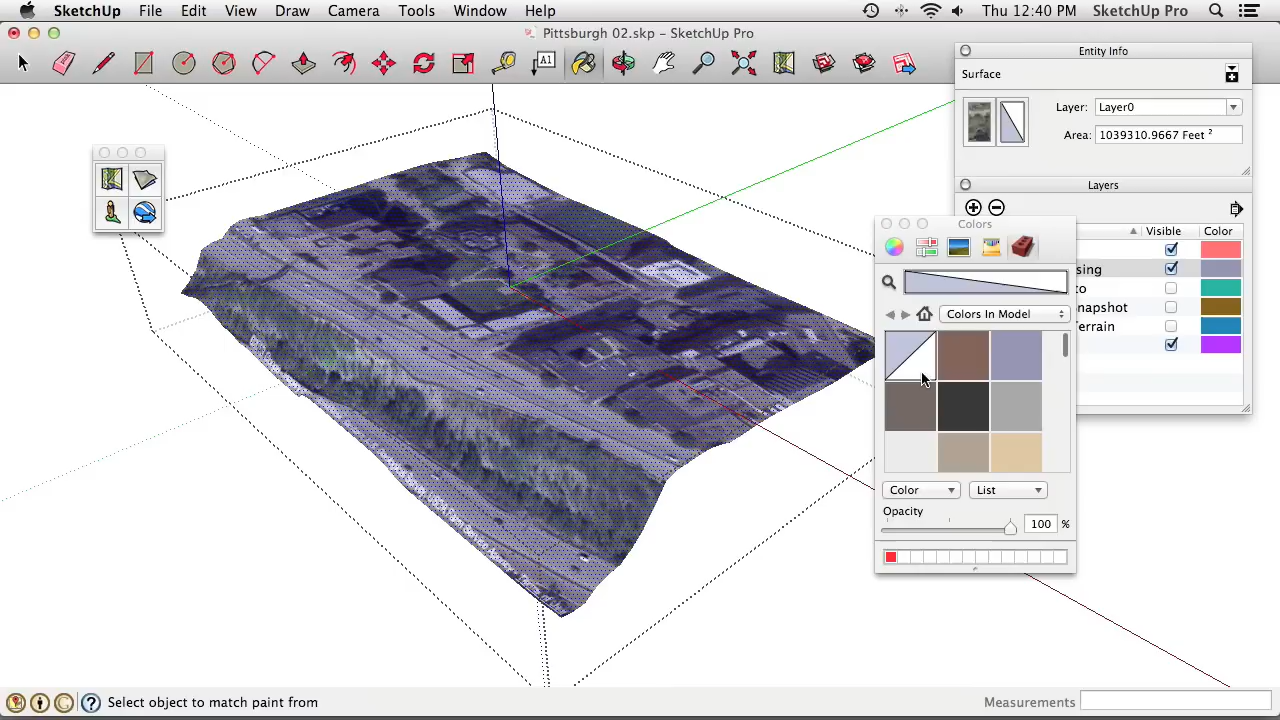 SketchUp File Edit View Draw Camera Tools Window Help Thu 12:40 PM SketchUp Pro
Pittsburgh 02.skp – SketchUp Pro
A1
Entity Info
Surface
Layer: Layer0
Area: 1039310.9667 Feet ²
Layers
Visible Color
Colors
sing
to
Colors In Model
napshot
errain
Color List
Opacity
100 %
Select object to match paint from
Measurements